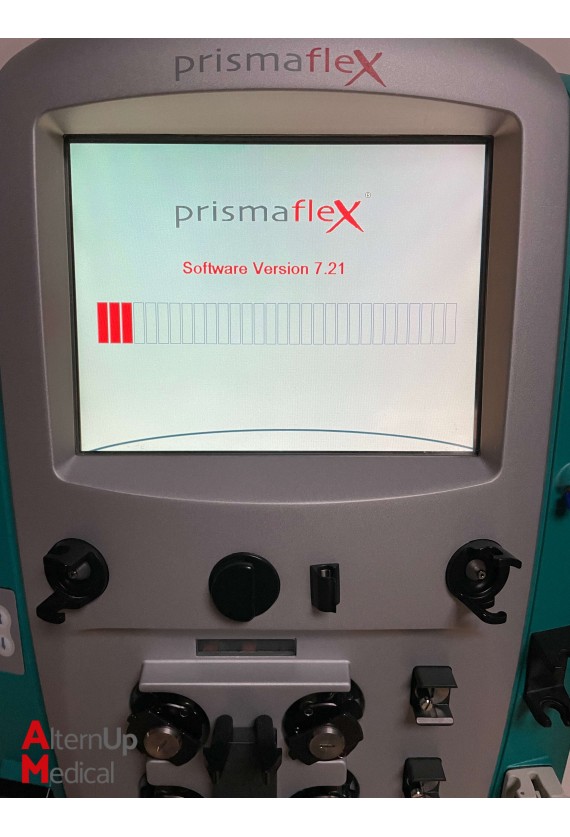 prismafleX
prismafleX®
Software Version 7.21
AlternUp
Medical